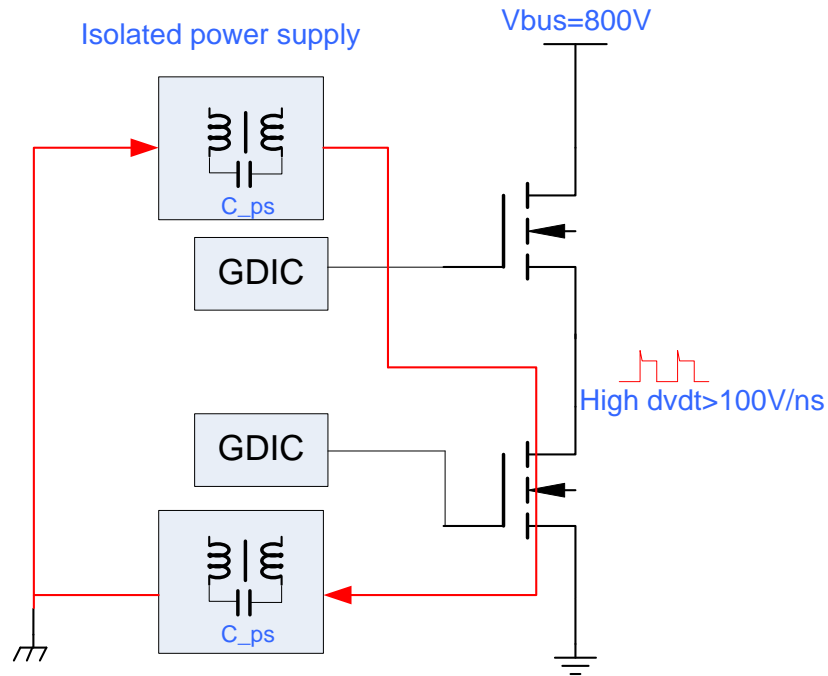 Isolated power supply
Vbus=800V
C_ps
GDIC
High dvdt>100V/ns
GDIC
C_ps